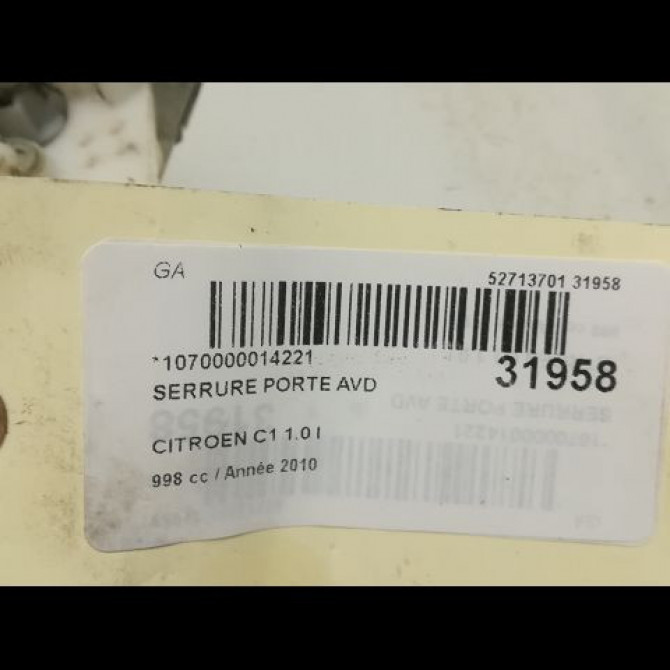 GA
52713701 31958
*1070000014221
31958
SERRURE PORTE AVD
CITROEN C1 1.0 I
998 cc / Année 2010